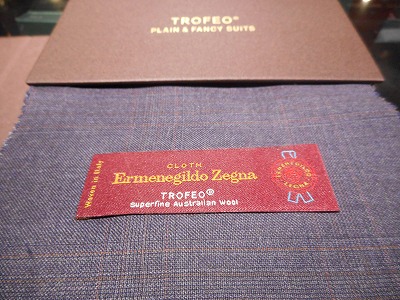 TROFEO®
PLAIN & FANCY SUITS
Woven in Italy
CLOTH
Ermenegildo Zegna
TROFEO®
Superfine Australian Wool